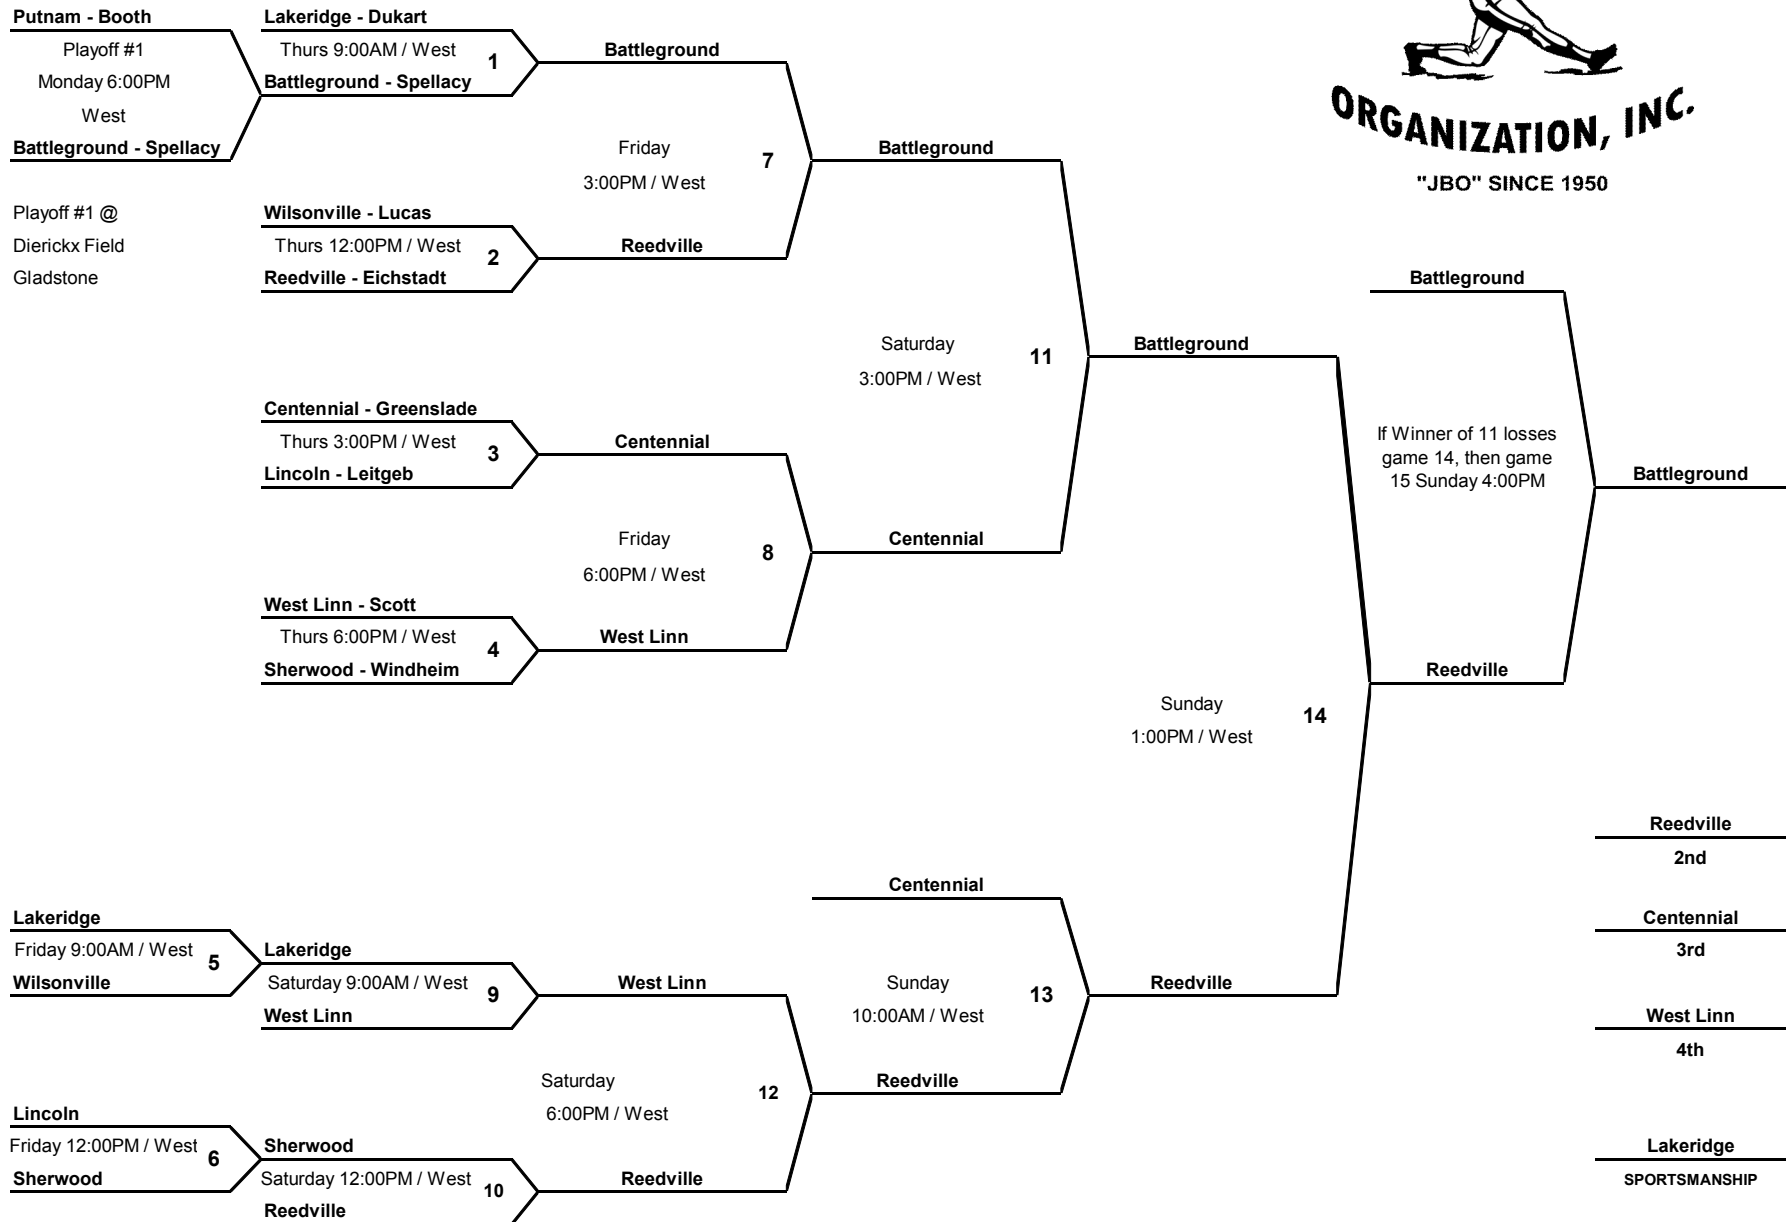 Putnam - Booth
Playoff #1
Monday 6:00PM
West
Battleground - Spellacy
Playoff #1 @
Dierickx Field
Gladstone
Lakeridge - Dukart
Thurs 9:00AM / West
1
Battleground - Spellacy
Wilsonville - Lucas
Thurs 12:00PM / West
2
Reedville - Eichstadt
Centennial - Greenslade
Thurs 3:00PM / West
3
Lincoln - Leitgeb
West Linn - Scott
Thurs 6:00PM / West
4
Sherwood - Windheim
Battleground
Friday
3:00PM / West
7
Reedville
Centennial
Friday
6:00PM / West
8
West Linn
Battleground
Saturday
3:00PM / West
11
Centennial
Battleground
Sunday
1:00PM / West
14
ORGANIZATION, INC.
"JBO" SINCE 1950
Battleground
If Winner of 11 losses
game 14, then game
15 Sunday 4:00PM
Reedville
Battleground
Lakeridge
Friday 9:00AM / West
5
Wilsonville
Lincoln
Friday 12:00PM / West
6
Sherwood
Lakeridge
Saturday 9:00AM / West
9
West Linn
Sherwood
Saturday 12:00PM / West
10
Reedville
West Linn
Saturday
6:00PM / West
12
Reedville
Centennial
Sunday
10:00AM / West
13
Reedville
Reedville
Reedville
2nd
Centennial
3rd
West Linn
4th
Lakeridge
SPORTSMANSHIP